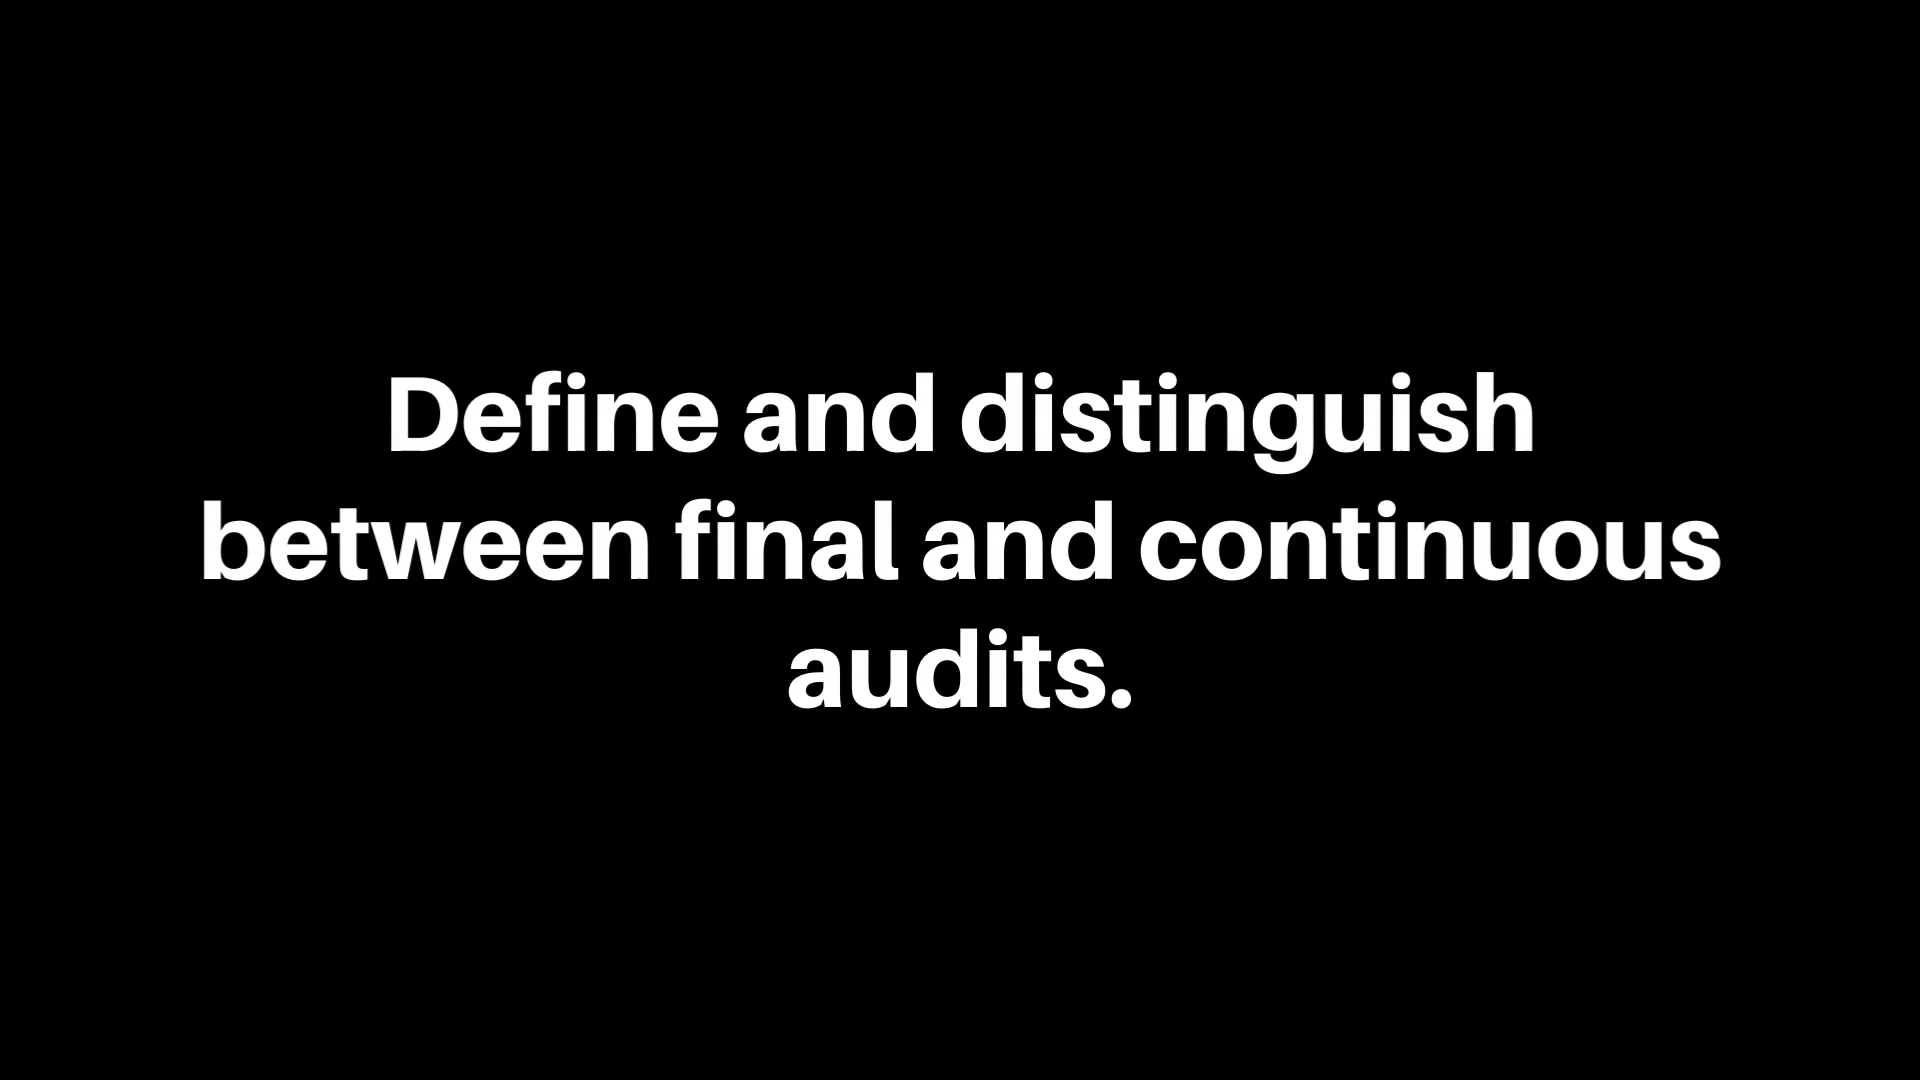 Define and distinguish
between final and continuous
audits.